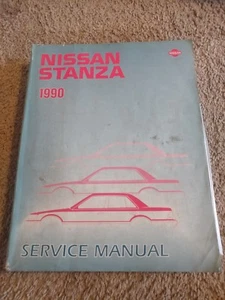 NISSAN
STANZA
1990
SERVICE MANUAL